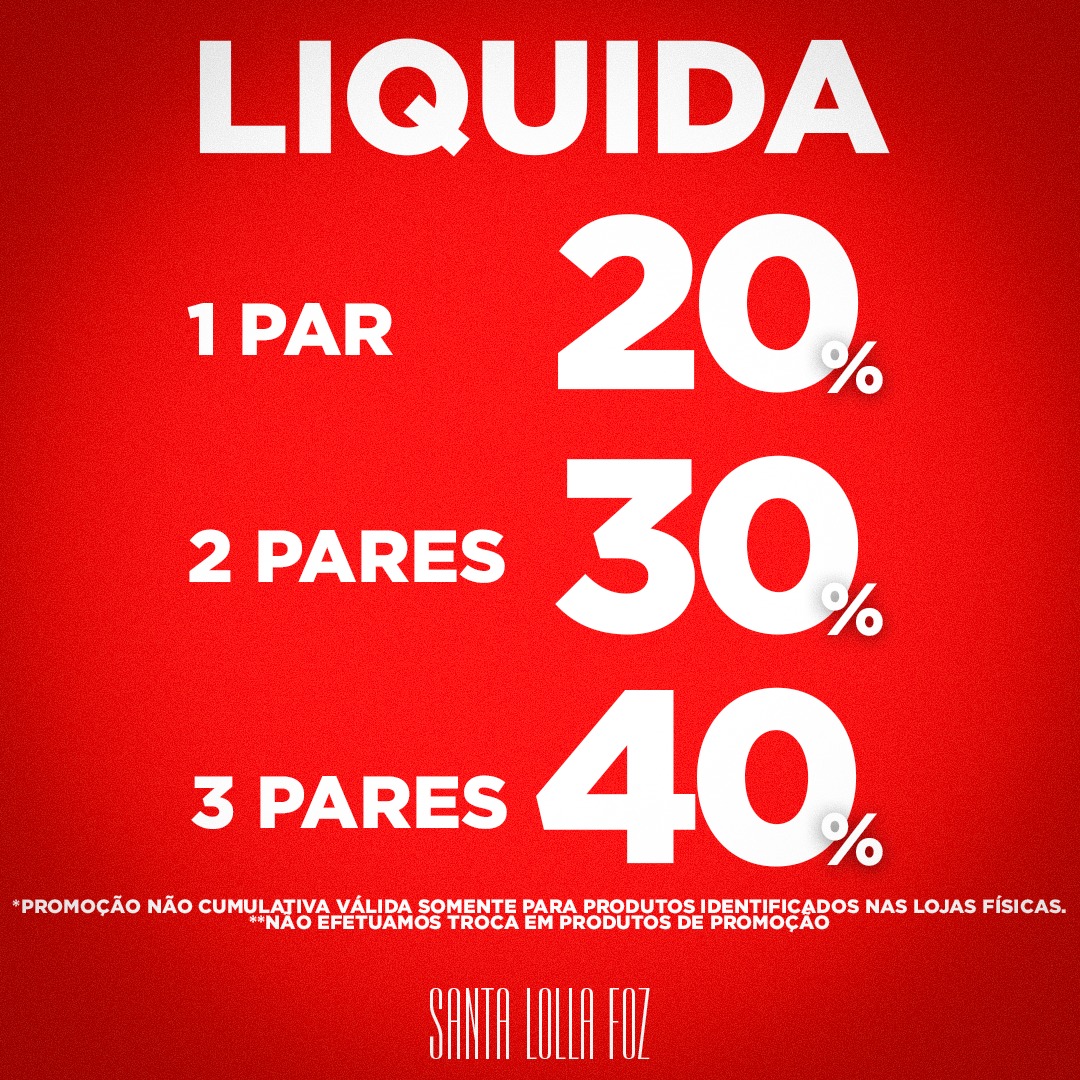 LIQUIDA
1 PAR 20%
2 PARES 30%
3 PARES 40%
*PROMOÇÃO NÃO CUMULATIVA VÁLIDA SOMENTE PARA PRODUTOS IDENTIFICADOS NAS LOJAS FÍSICAS.
**NÃO EFETUAMOS TROCA EM PRODUTOS DE PROMOÇÃO
SANTA LOLLA FOZ